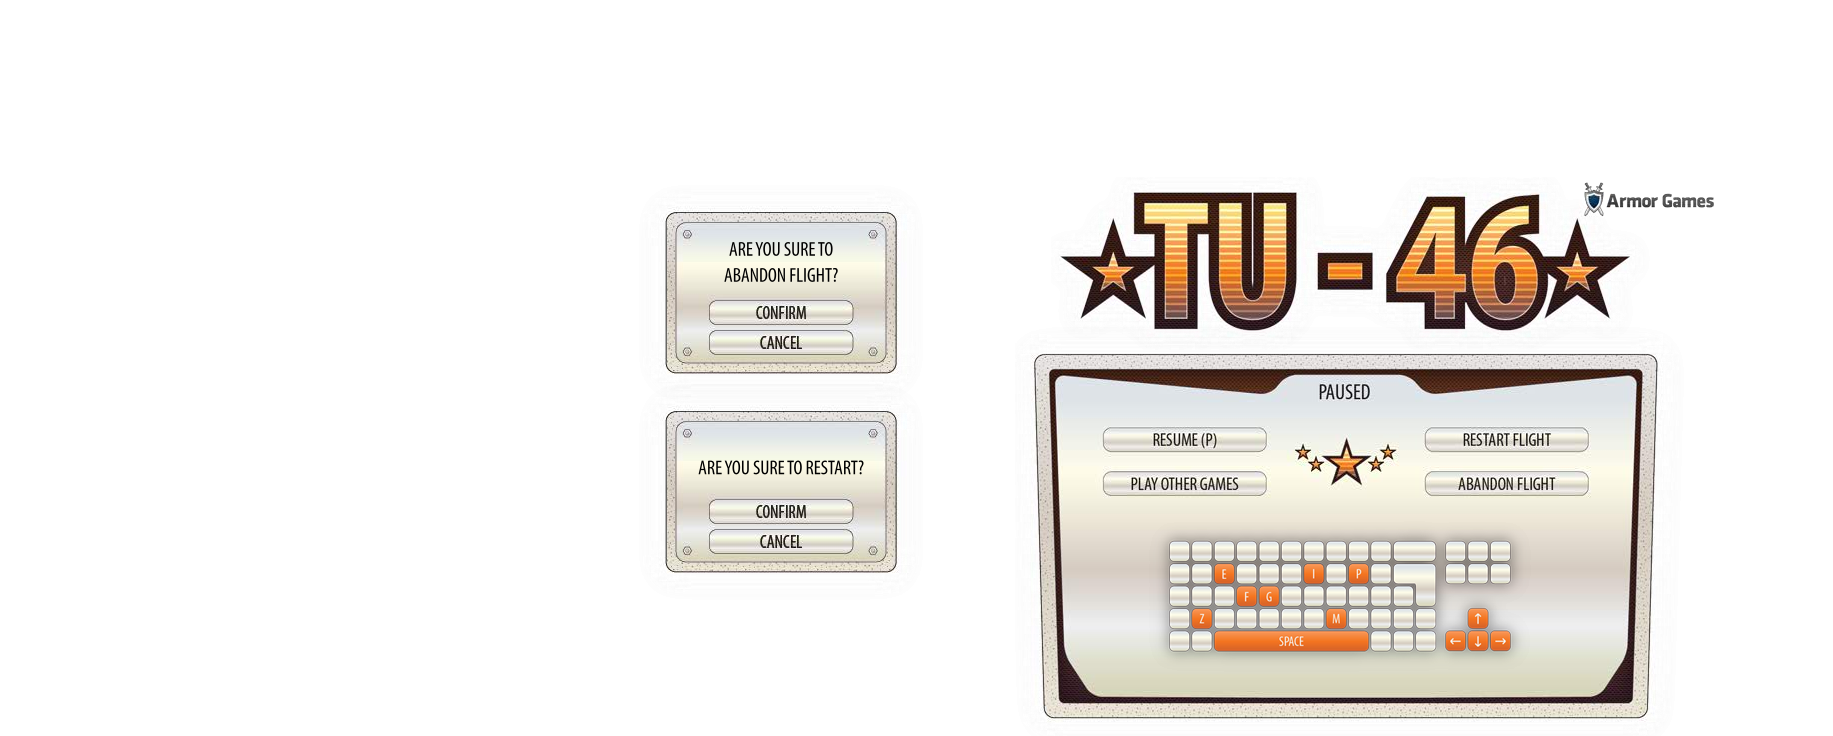 ARE YOU SURE TO
ABANDON FLIGHT?
CONFIRM
CANCEL
ARE YOU SURE TO RESTART?
CONFIRM
CANCEL
TU - 46
Armor Games
PAUSED
RESUME (P)
RESTART FLIGHT
PLAY OTHER GAMES
ABANDON FLIGHT
E I P
F G
Z M ↑
SPACE ← ↓ →